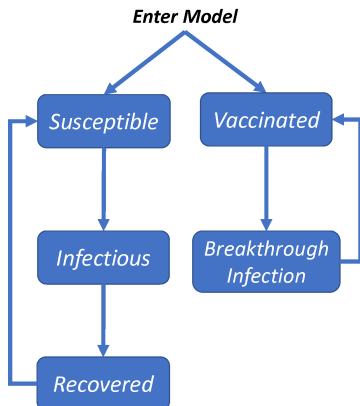 Enter Model
Susceptible
Vaccinated
Infectious
Breakthrough
Infection
Recovered